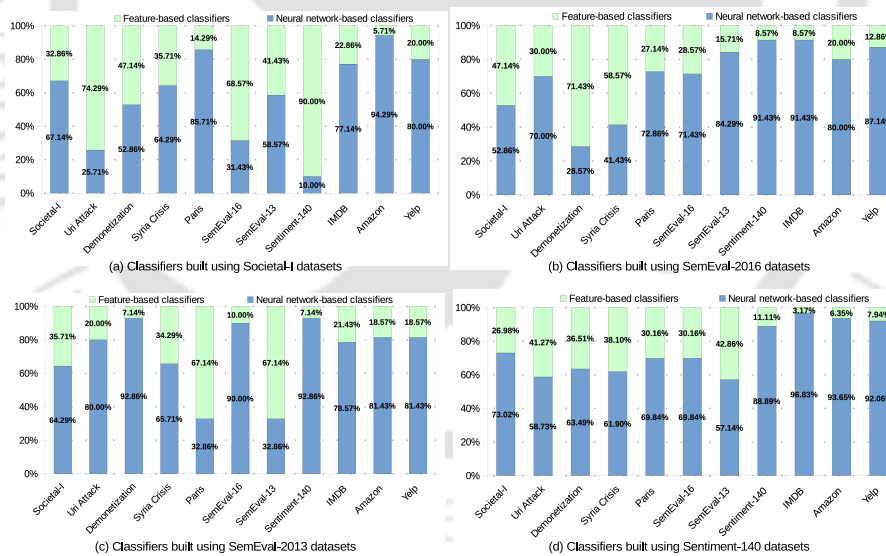 Feature-based classifiers Neural network-based classifiers
100%
80%
60%
40%
20%
0%
32.86% 74.29% 47.14% 35.71% 14.29% 68.57% 41.43% 90.00% 22.86% 5.71% 20.00%
67.14% 25.71% 52.86% 64.29% 85.71% 31.43% 58.57% 10.00% 77.14% 94.29% 80.00%
Societal-I Uri Attack Demonetization Syria Crisis Paris SemEval-16 SemEval-13 Sentiment-140 IMDB Amazon Yelp
(a) Classifiers built using Societal-I datasets
Feature-based classifiers Neural network-based classifiers
100%
80%
60%
40%
20%
0%
47.14% 30.00% 71.43% 58.57% 27.14% 28.57% 15.71% 8.57% 8.57% 20.00% 12.86%
52.86% 70.00% 28.57% 41.43% 72.86% 71.43% 84.29% 91.43% 91.43% 80.00% 87.14%
Societal-I Uri Attack Demonetization Syria Crisis Paris SemEval-16 SemEval-13 Sentiment-140 IMDB Amazon Yelp
(b) Classifiers built using SemEval-2016 datasets
Feature-based classifiers Neural network-based classifiers
100%
80%
60%
40%
20%
0%
35.71% 20.00% 7.14% 34.29% 67.14% 10.00% 67.14% 7.14% 21.43% 18.57% 18.57%
64.29% 80.00% 92.86% 65.71% 32.86% 90.00% 32.86% 92.86% 78.57% 81.43% 81.43%
Societal-I Uri Attack Demonetization Syria Crisis Paris SemEval-16 SemEval-13 Sentiment-140 IMDB Amazon Yelp
(c) Classifiers built using SemEval-2013 datasets
Feature-based classifiers Neural network-based classifiers
100%
80%
60%
40%
20%
0%
26.98% 41.27% 36.51% 38.10% 30.16% 30.16% 42.86% 11.11% 3.17% 6.35% 7.94%
73.02% 58.73% 63.49% 61.90% 69.84% 69.84% 57.14% 88.89% 96.83% 93.65% 92.06%
Societal-I Uri Attack Demonetization Syria Crisis Paris SemEval-16 SemEval-13 Sentiment-140 IMDB Amazon Yelp
(d) Classifiers built using Sentiment-140 datasets